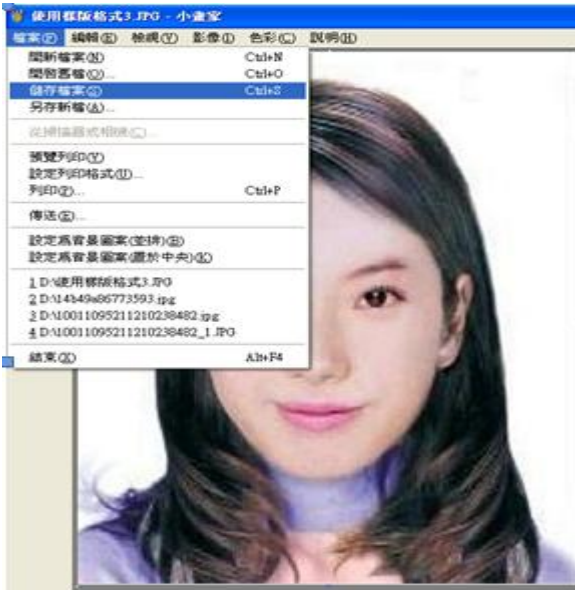 使用樣版格式3.JPG - 小畫家
檔案(F) 編輯(E) 檢視(V) 影像(I) 色彩(C) 說明(H)
開新檔案(N) Ctrl+N
開啟舊檔(O)... Ctrl+O
儲存檔案(S) Ctrl+S
另存新檔(A)...
從掃描器或相機(C)...
預覽列印(V)
設定列印格式(U)...
列印(P)... Ctrl+P
傳送(E)...
設定爲背景圖案(並排)(B)
設定爲背景圖案(置於中央)(K)
1 D:\使用樣版格式3.JPG
2 D:\14b49a86773593.jpg
3 D:\10011095211210238482.jpg
4 D:\10011095211210238482_1.JPG
結束(X) Alt+F4